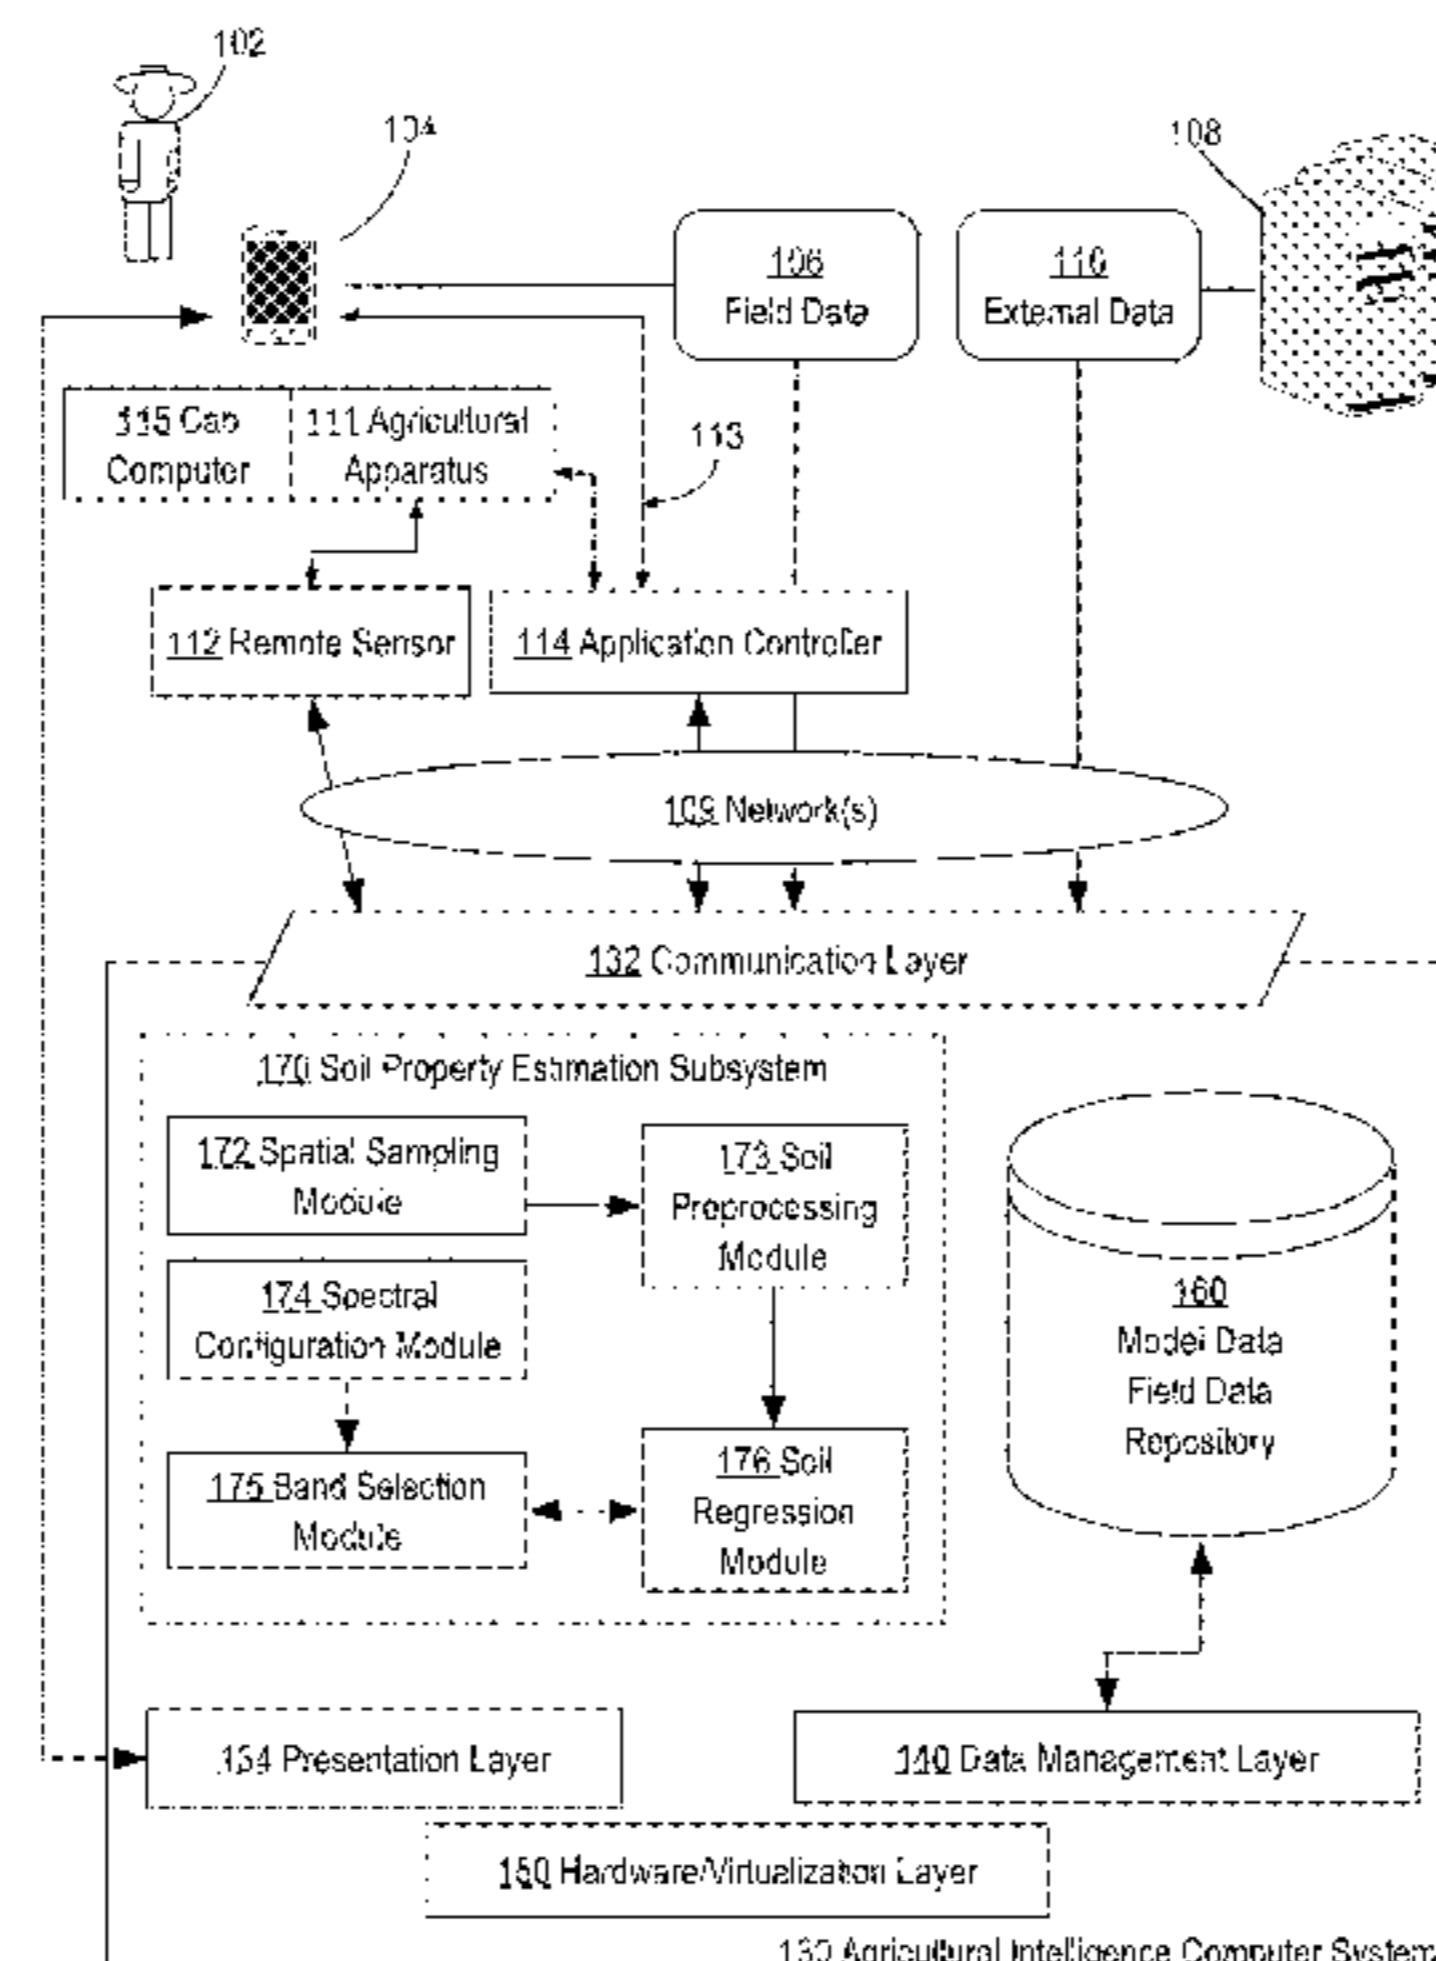 102
104
108
106
Field Data
110
External Data
115 Cab
Computer
111 Agricultural
Apparatus
113
112 Remote Sensor
114 Application Controller
109 Network(s)
132 Communication Layer
170 Soil Property Estimation Subsystem
172 Spatial Sampling
Module
173 Soil
Preprocessing
Module
174 Spectral
Configuration Module
175 Band Selection
Module
176 Soil
Regression
Module
160
Model Data
Field Data
Repository
134 Presentation Layer
140 Data Management Layer
150 Hardware/Virtualization Layer
130 Agricultural Intelligence Computer System